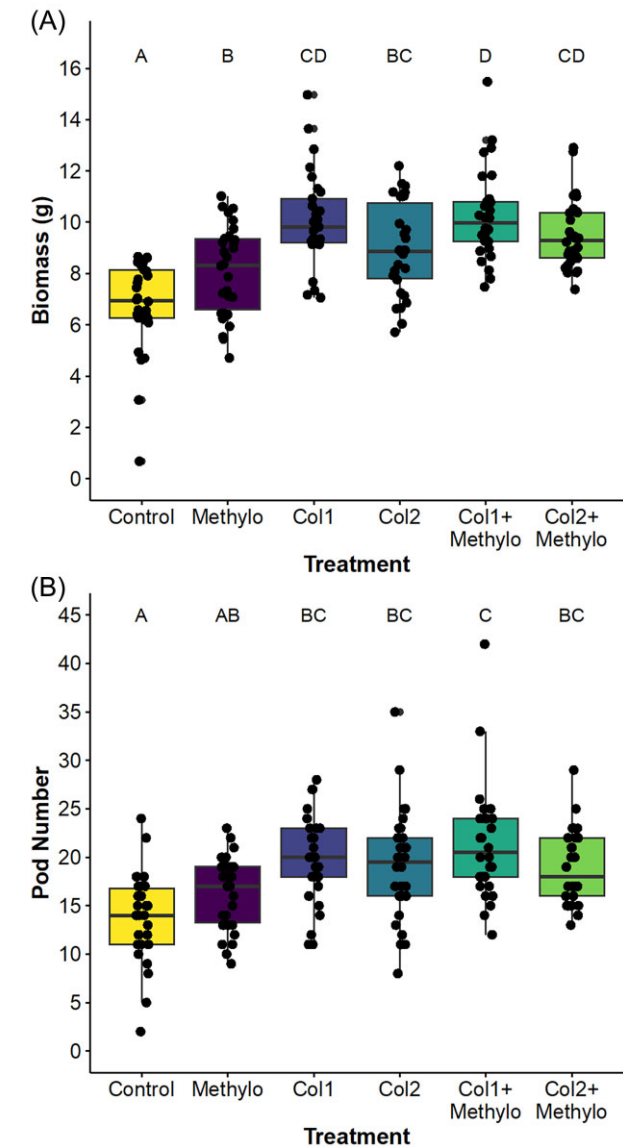 (A)
A B CD BC D CD
16
14
12
10
8
6
4
2
0
Biomass (g)
Control Methylo Col1 Col2 Col1+ Methylo Col2+ Methylo
Treatment
(B)
A AB BC BC C BC
45
40
35
30
25
20
15
10
5
0
Pod Number
Control Methylo Col1 Col2 Col1+ Methylo Col2+ Methylo
Treatment